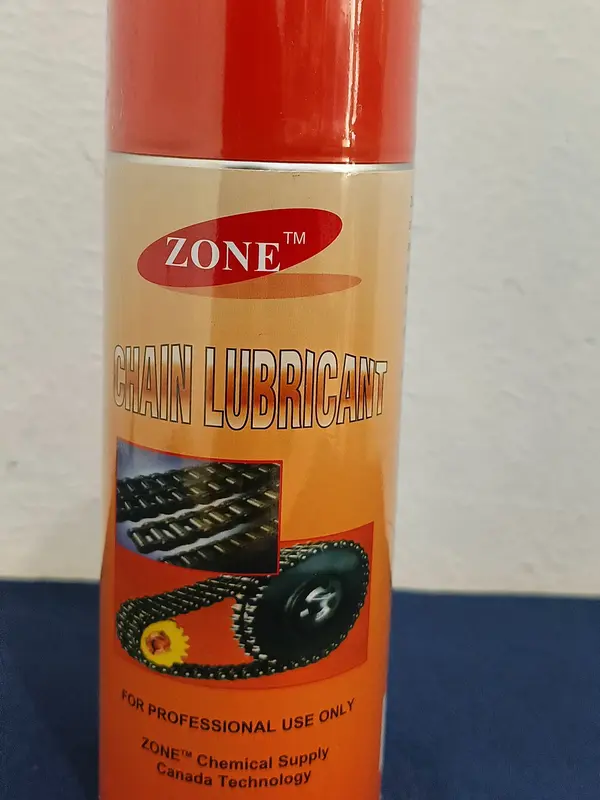 ZONE™
CHAIN LUBRICANT
FOR PROFESSIONAL USE ONLY
ZONE™ Chemical Supply
Canada Technology